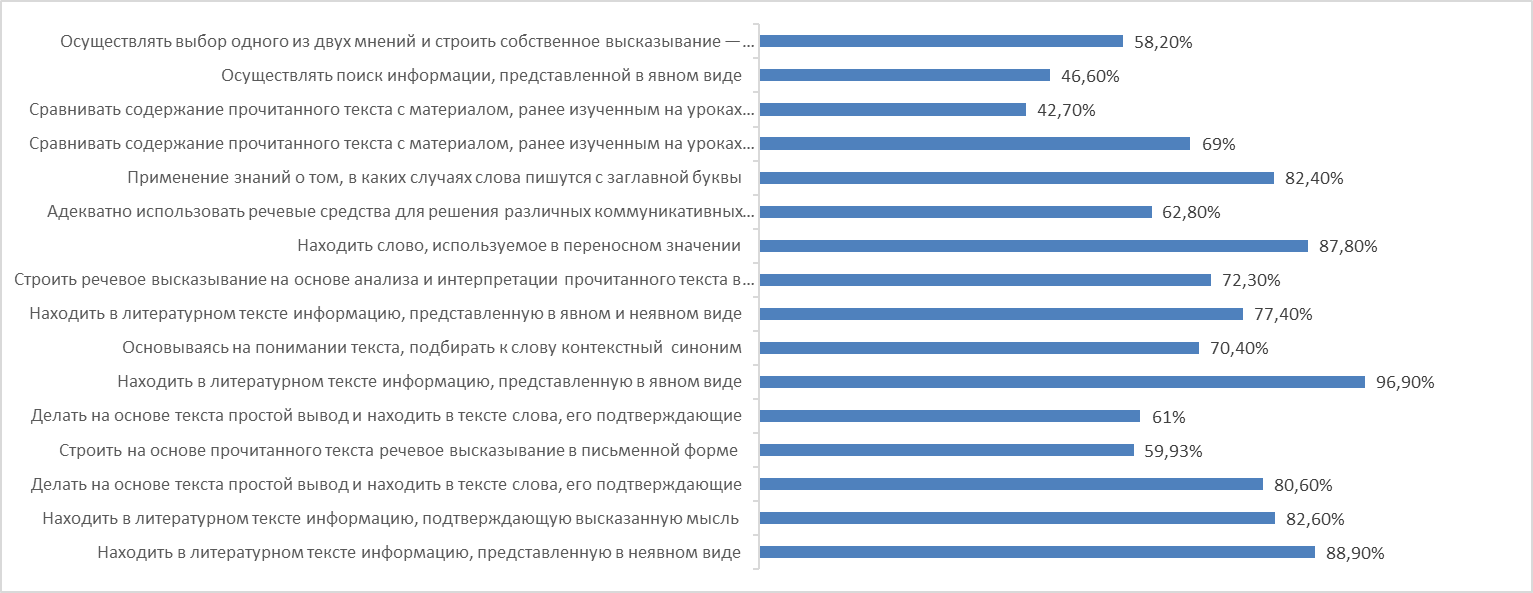 Осуществлять выбор одного из двух мнений и строить собственное высказывание —… 58,20%
Осуществлять поиск информации, представленной в явном виде 46,60%
Сравнивать содержание прочитанного текста с материалом, ранее изученным на уроках… 42,70%
Сравнивать содержание прочитанного текста с материалом, ранее изученным на уроках… 69%
Применение знаний о том, в каких случаях слова пишутся с заглавной буквы 82,40%
Адекватно использовать речевые средства для решения различных коммуникативных… 62,80%
Находить слово, используемое в переносном значении 87,80%
Строить речевое высказывание на основе анализа и интерпретации прочитанного текста в… 72,30%
Находить в литературном тексте информацию, представленную в явном и неявном виде 77,40%
Основываясь на понимании текста, подбирать к слову контекстный синоним 70,40%
Находить в литературном тексте информацию, представленную в явном виде 96,90%
Делать на основе текста простой вывод и находить в тексте слова, его подтверждающие 61%
Строить на основе прочитанного текста речевое высказывание в письменной форме 59,93%
Делать на основе текста простой вывод и находить в тексте слова, его подтверждающие 80,60%
Находить в литературном тексте информацию, подтверждающую высказанную мысль 82,60%
Находить в литературном тексте информацию, представленную в неявном виде 88,90%